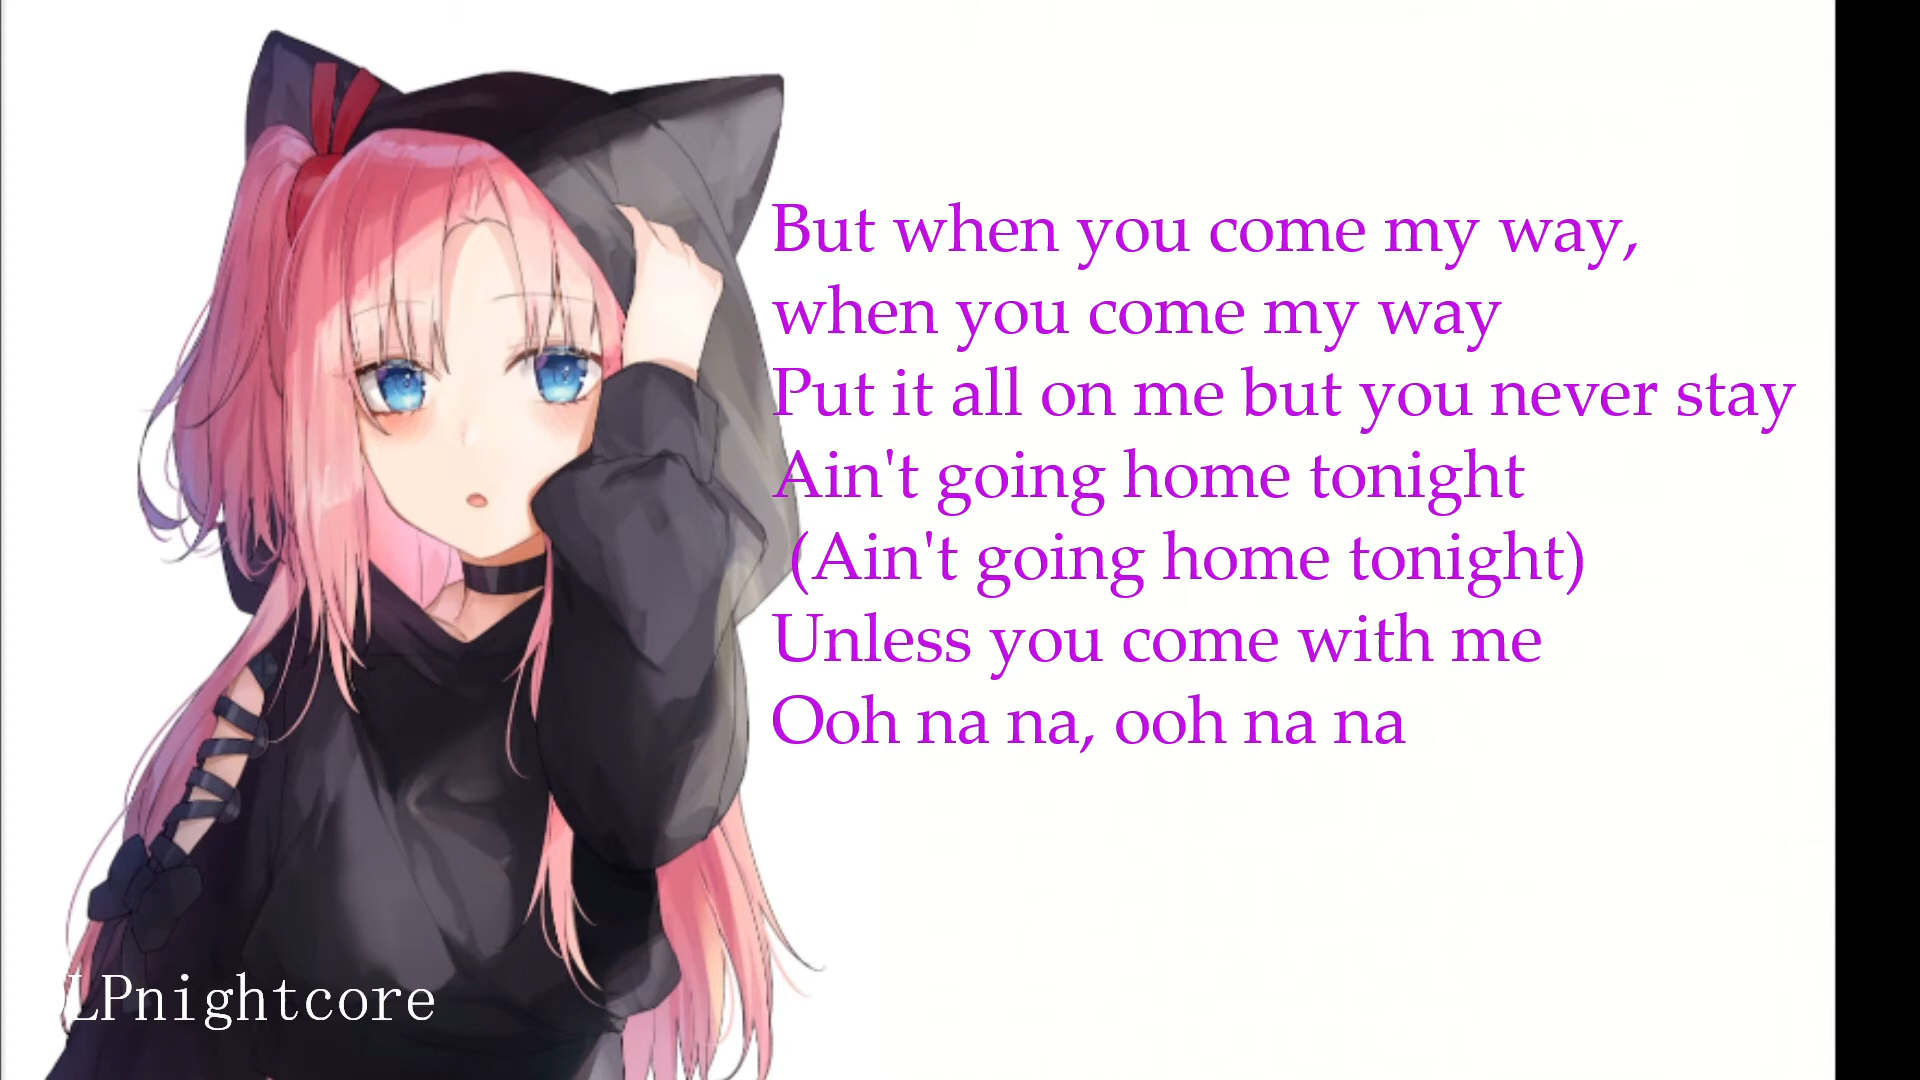 But when you come my way,
when you come my way
Put it all on me but you never stay
Ain't going home tonight
(Ain't going home tonight)
Unless you come with me
Ooh na na, ooh na na
LPnightcore